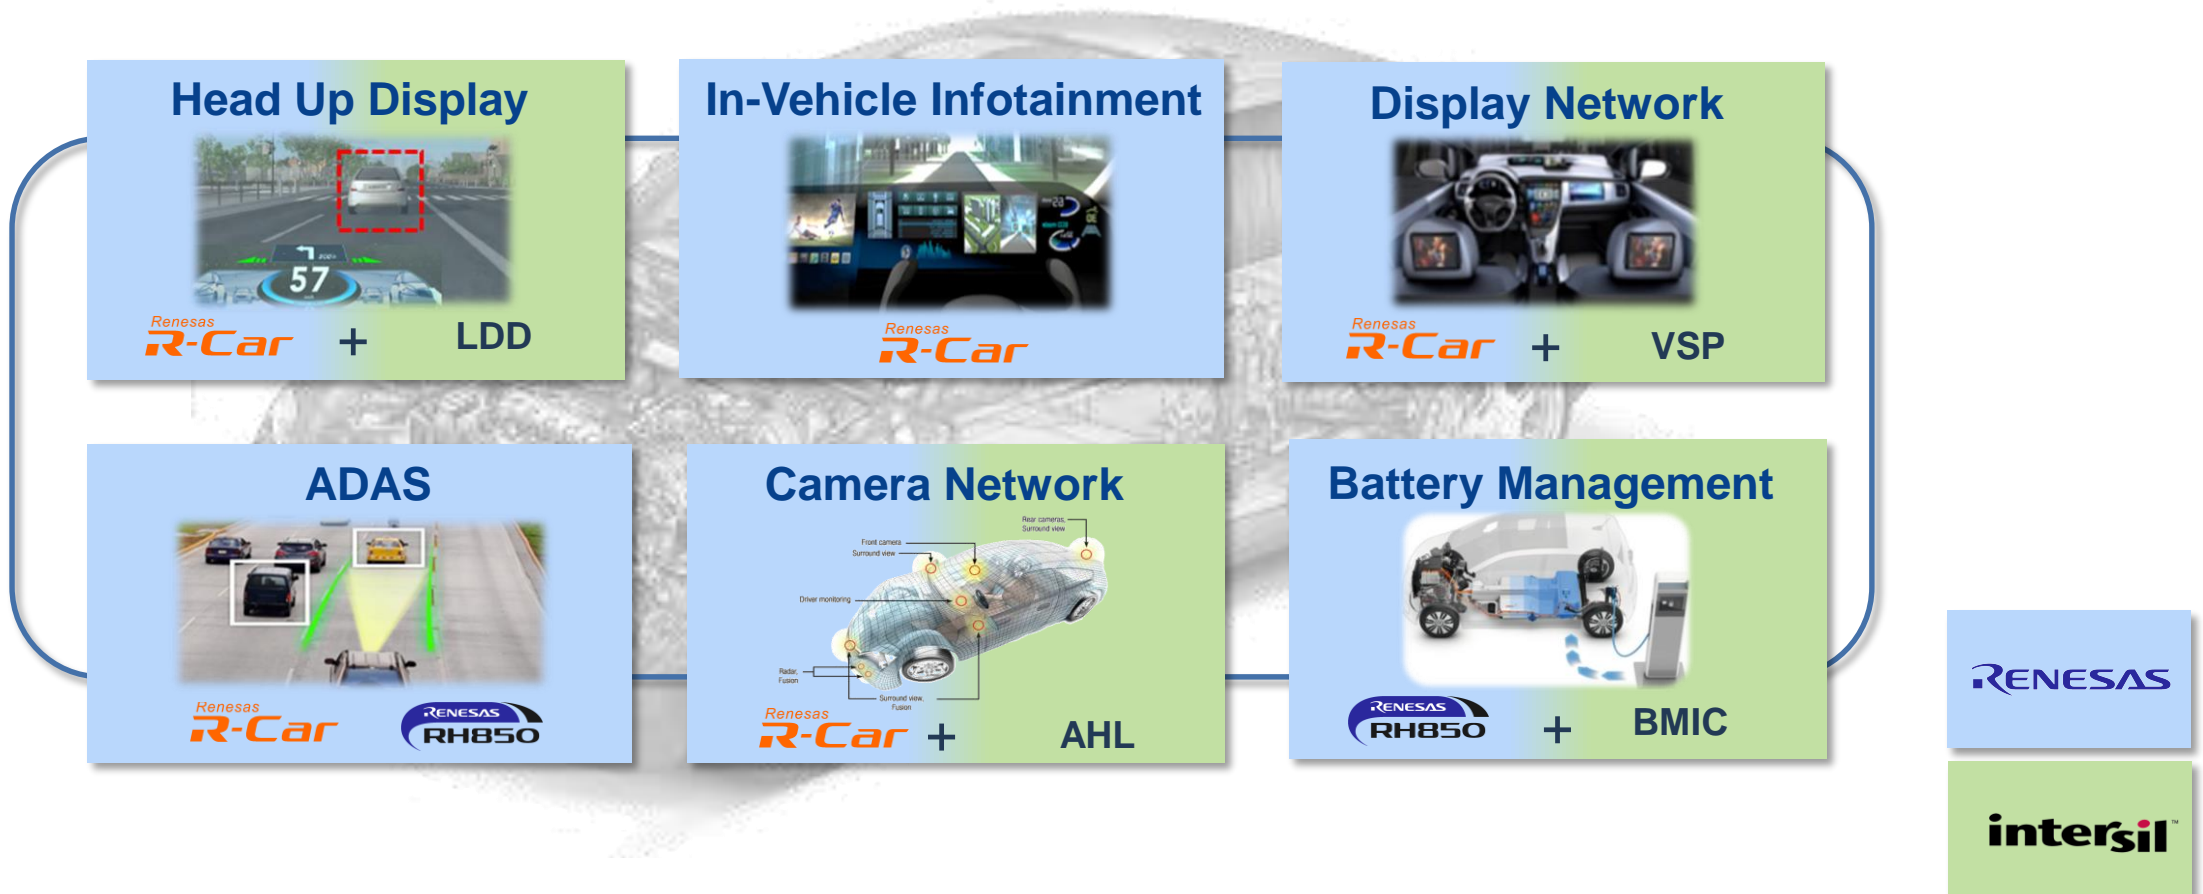 Head Up Display
57
Renesas
R-Car
+
LDD
In-Vehicle Infotainment
Renesas
R-Car
Display Network
Renesas
R-Car
+
VSP
ADAS
Renesas
R-Car
RENESAS
RH850
Camera Network
Rear cameras,
Surround view
Front camera
Surround view
Driver monitoring
Radar,
Fusion
Surround view,
Fusion
Renesas
R-Car
+
AHL
Battery Management
RENESAS
RH850
+
BMIC
RENESAS
intersil™